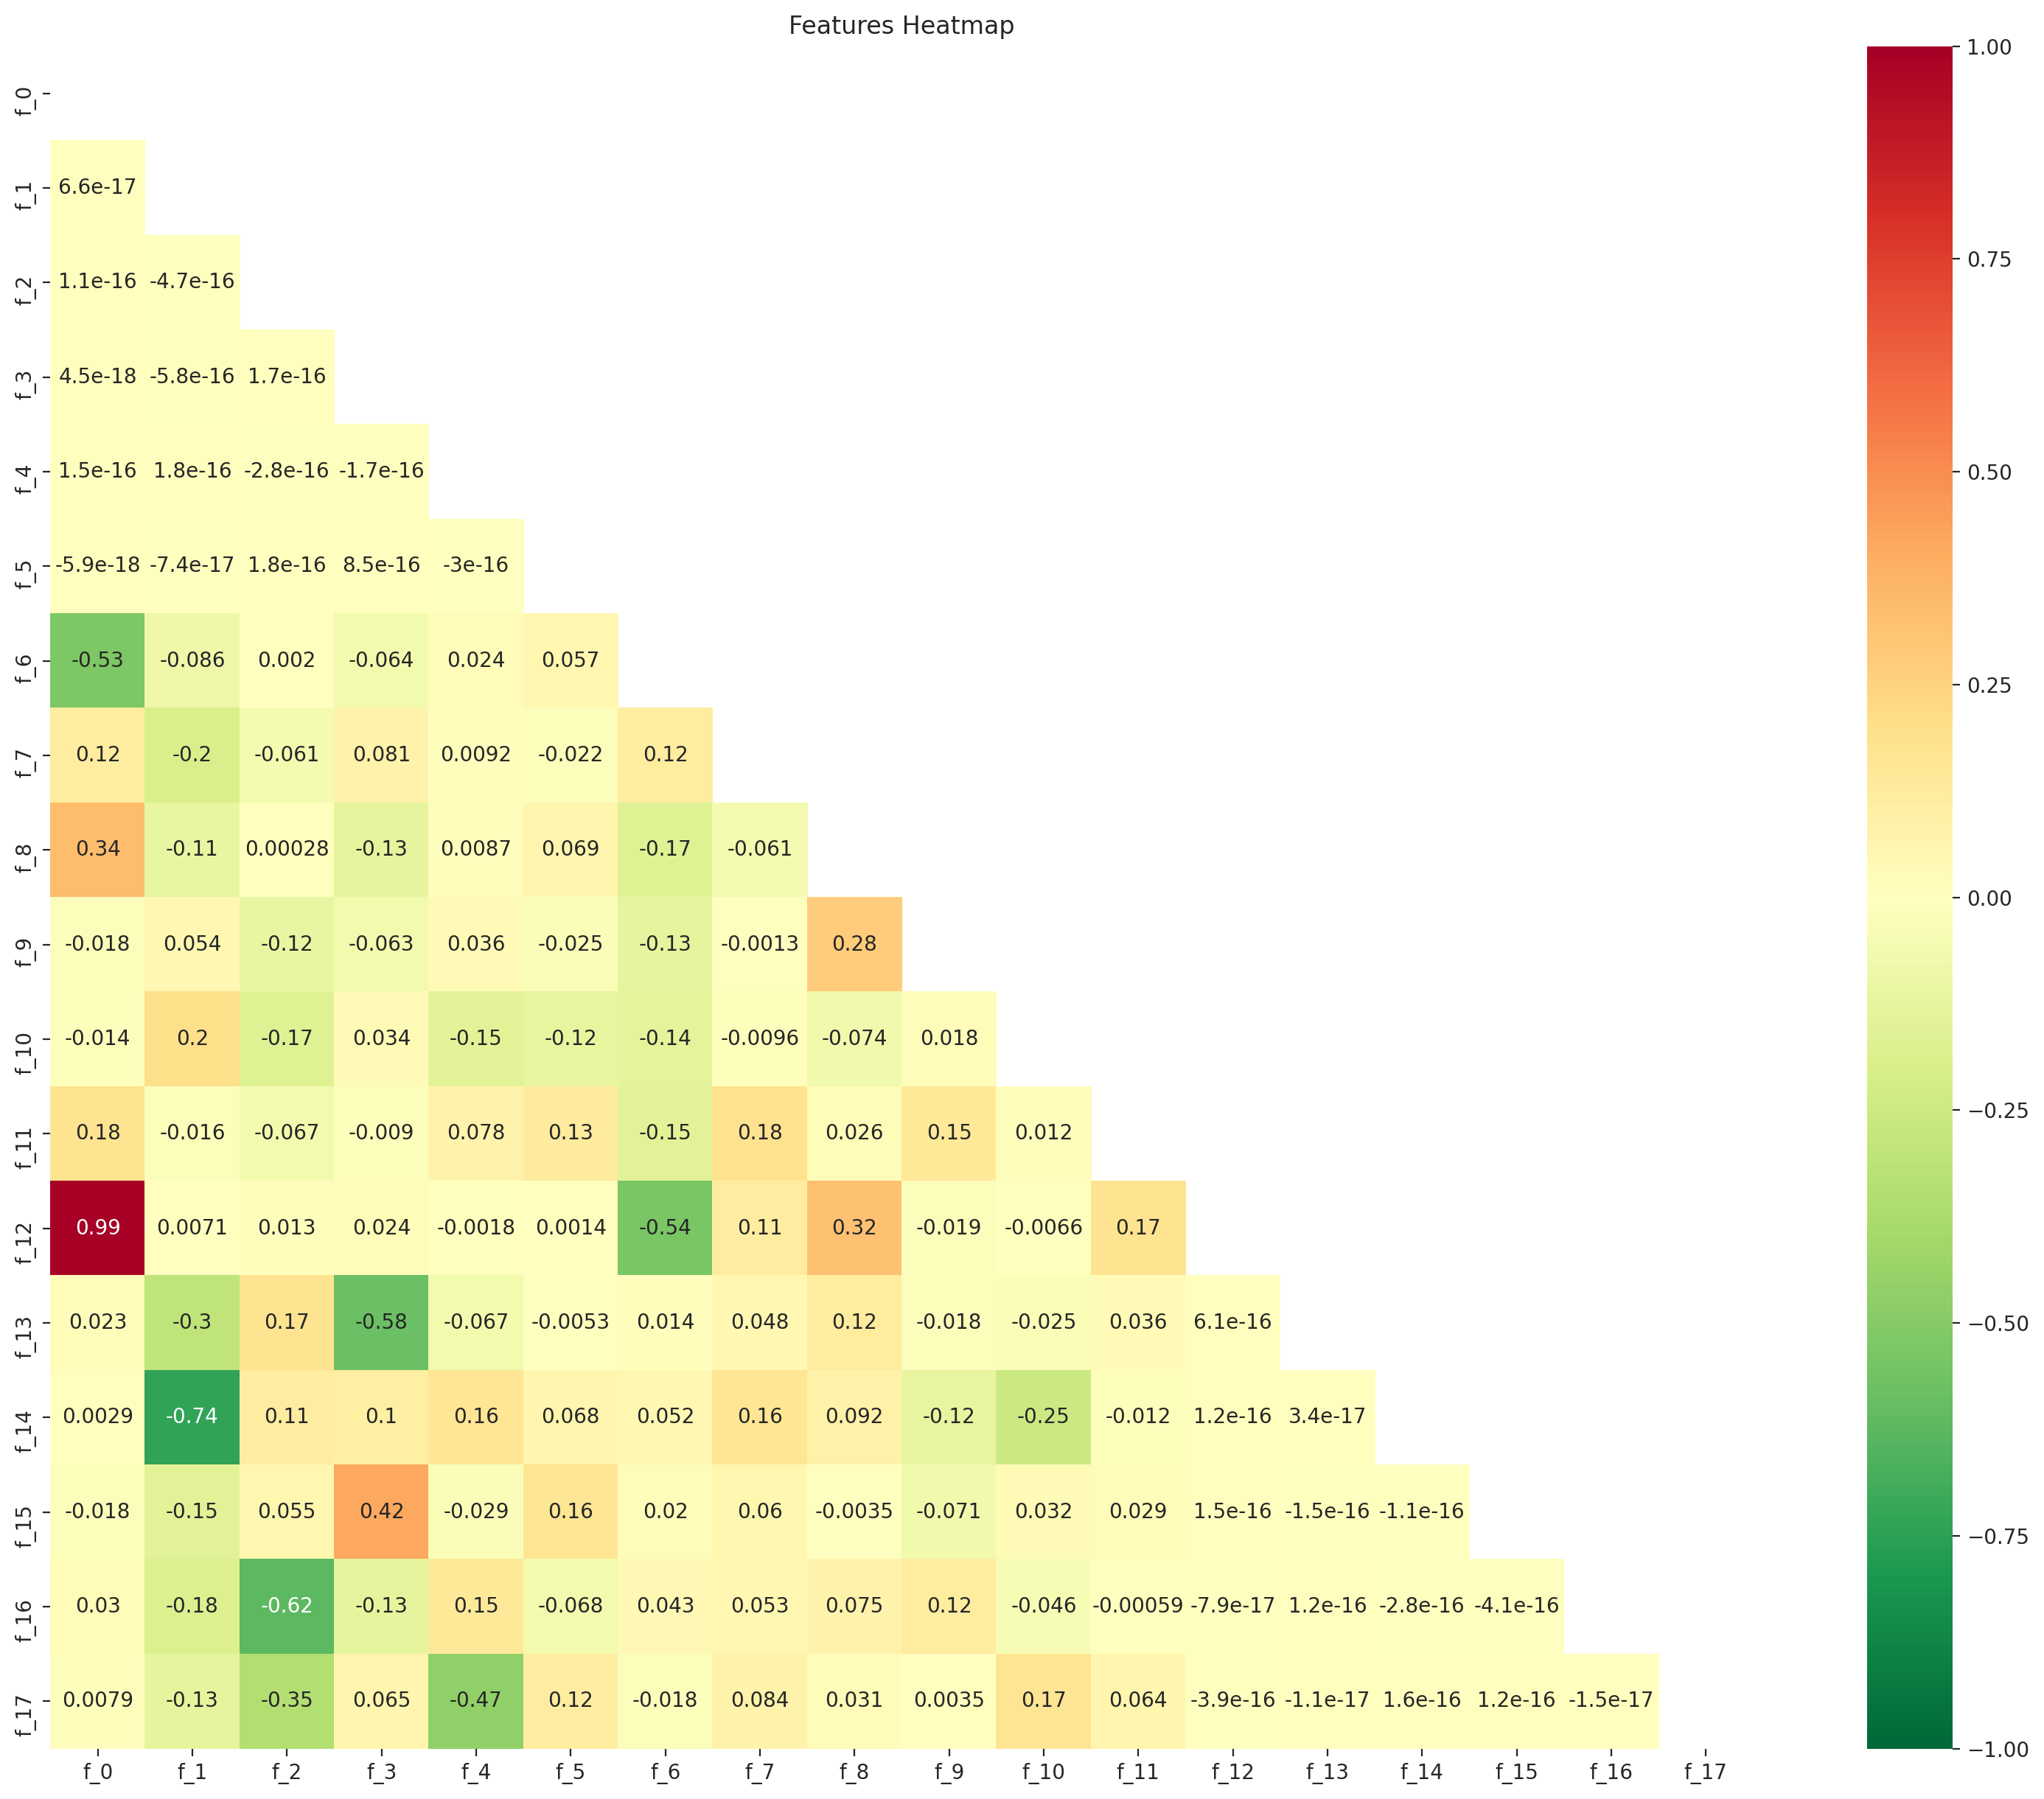 Features Heatmap
f_0
f_1 6.6e-17
f_2 1.1e-16 -4.7e-16
f_3 4.5e-18 -5.8e-16 1.7e-16
f_4 1.5e-16 1.8e-16 -2.8e-16 -1.7e-16
f_5 -5.9e-18 -7.4e-17 1.8e-16 8.5e-16 -3e-16
f_6 -0.53 -0.086 0.002 -0.064 0.024 0.057
f_7 0.12 -0.2 -0.061 0.081 0.0092 -0.022 0.12
f_8 0.34 -0.11 0.00028 -0.13 0.0087 0.069 -0.17 -0.061
f_9 -0.018 0.054 -0.12 -0.063 0.036 -0.025 -0.13 -0.0013 0.28
f_10 -0.014 0.2 -0.17 0.034 -0.15 -0.12 -0.14 -0.0096 -0.074 0.018
f_11 0.18 -0.016 -0.067 -0.009 0.078 0.13 -0.15 0.18 0.026 0.15 0.012
f_12 0.99 0.0071 0.013 0.024 -0.0018 0.0014 -0.54 0.11 0.32 -0.019 -0.0066 0.17
f_13 0.023 -0.3 0.17 -0.58 -0.067 -0.0053 0.014 0.048 0.12 -0.018 -0.025 0.036 6.1e-16
f_14 0.0029 -0.74 0.11 0.1 0.16 0.068 0.052 0.16 0.092 -0.12 -0.25 -0.012 1.2e-16 3.4e-17
f_15 -0.018 -0.15 0.055 0.42 -0.029 0.16 0.02 0.06 -0.0035 -0.071 0.032 0.029 1.5e-16 -1.5e-16 -1.1e-16
f_16 0.03 -0.18 -0.62 -0.13 0.15 -0.068 0.043 0.053 0.075 0.12 -0.046 -0.00059 -7.9e-17 1.2e-16 -2.8e-16 -4.1e-16
f_17 0.0079 -0.13 -0.35 0.065 -0.47 0.12 -0.018 0.084 0.031 0.0035 0.17 0.064 -3.9e-16 -1.1e-17 1.6e-16 1.2e-16 -1.5e-17
f_0 f_1 f_2 f_3 f_4 f_5 f_6 f_7 f_8 f_9 f_10 f_11 f_12 f_13 f_14 f_15 f_16 f_17
1.00
0.75
0.50
0.25
0.00
−0.25
−0.50
−0.75
−1.00